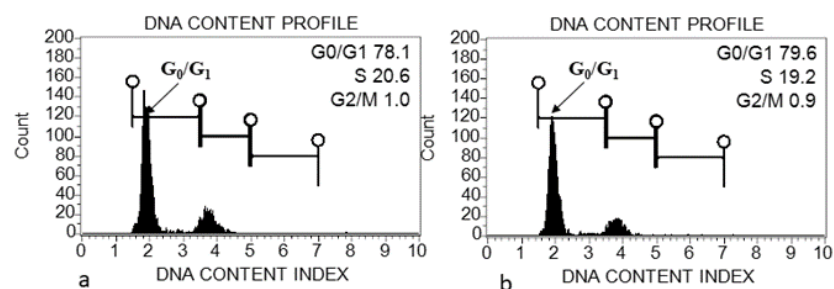 DNA CONTENT PROFILE
G0/G1 78.1
S 20.6
G2/M 1.0
G₀/G₁
Count
200
180
160
140
120
100
80
60
40
20
0
0 1 2 3 4 5 6 7 8 9 10
DNA CONTENT INDEX
a
DNA CONTENT PROFILE
G0/G1 79.6
S 19.2
G2/M 0.9
G₀/G₁
Count
200
180
160
140
120
100
80
60
40
20
0
0 1 2 3 4 5 6 7 8 9 10
DNA CONTENT INDEX
b